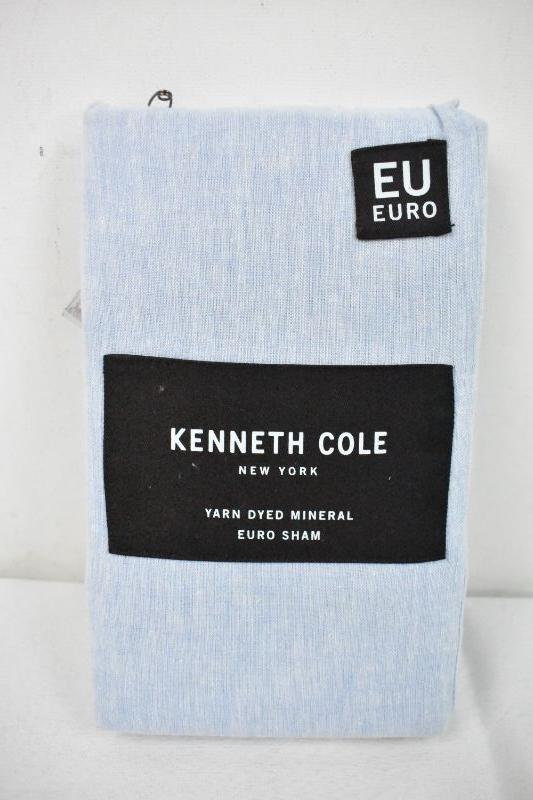 EU
EURO
KENNETH COLE
NEW YORK
YARN DYED MINERAL
EURO SHAM